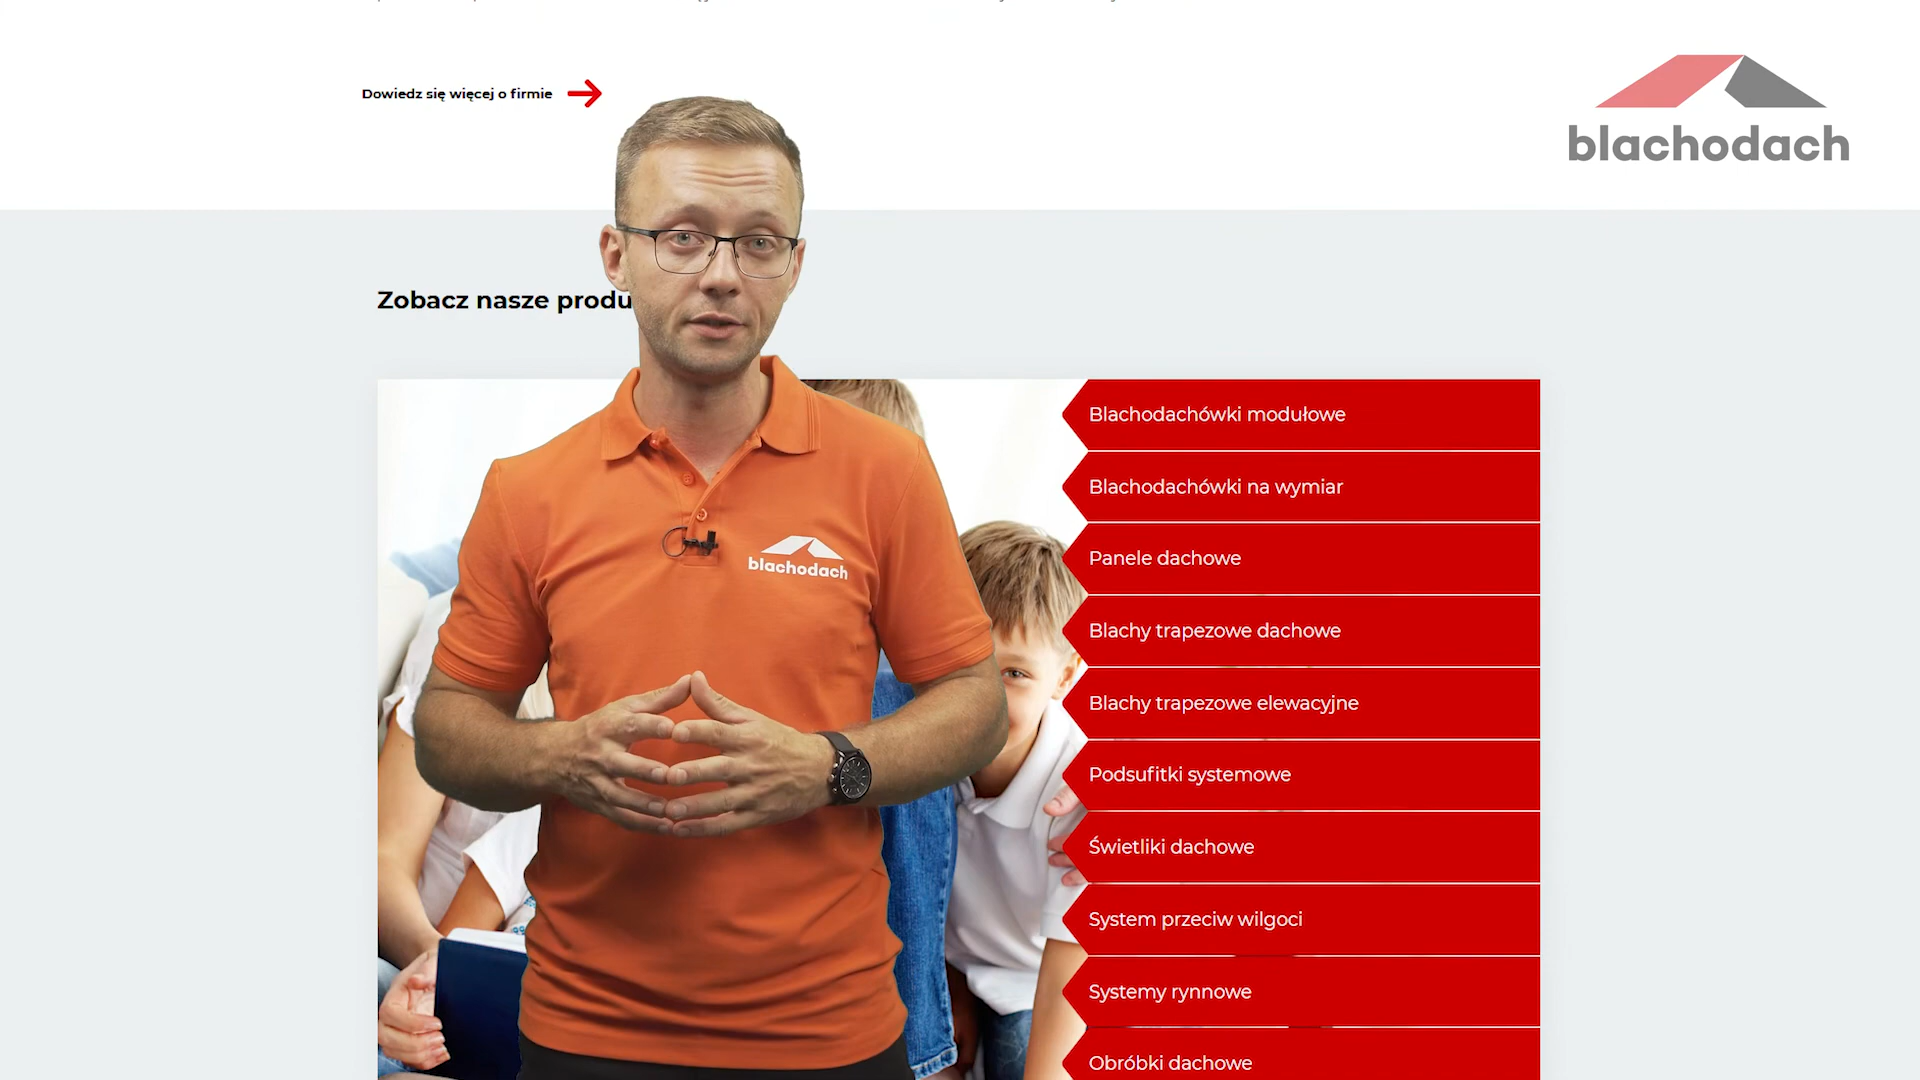 Dowiedz się więcej o firmie
blachodach
Zobacz nasze produ
blachodach
Blachodachówki modułowe
Blachodachówki na wymiar
Panele dachowe
Blachy trapezowe dachowe
Blachy trapezowe elewacyjne
Podsufitki systemowe
Świetliki dachowe
System przeciw wilgoci
Systemy rynnowe
Obróbki dachowe